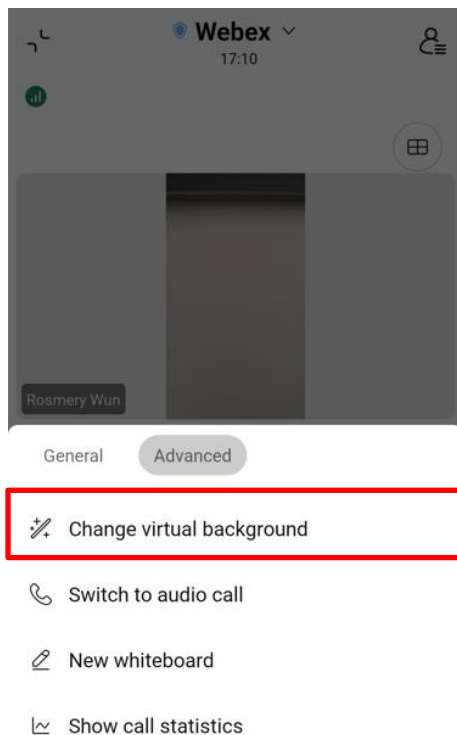 Webex
17:10
Rosmery Wun
General Advanced
Change virtual background
Switch to audio call
New whiteboard
Show call statistics